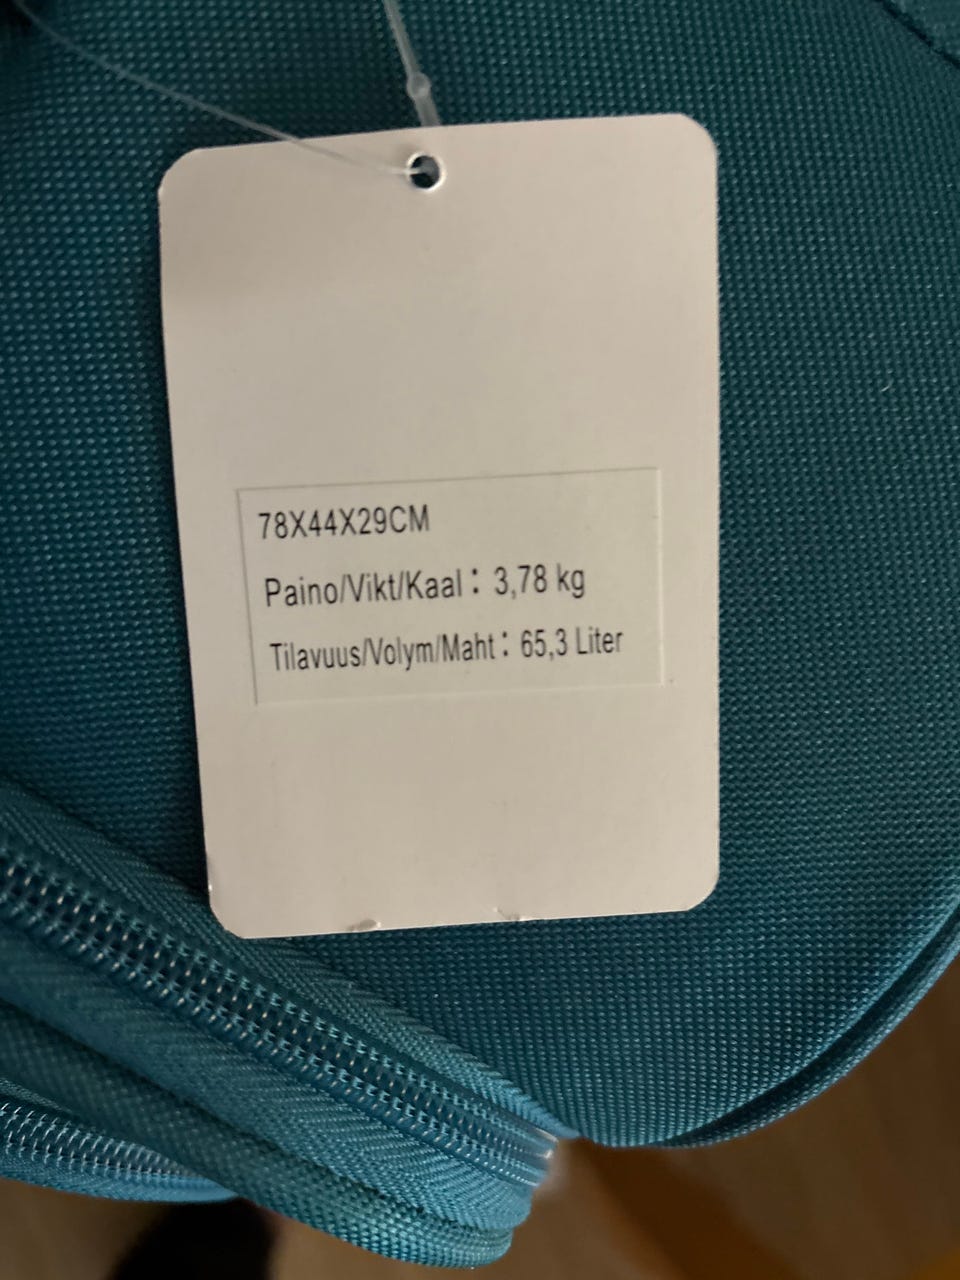 78X44X29CM
Paino/Vikt/Kaal: 3,78 kg
Tilavuus/Volym/Maht: 65,3 Liter